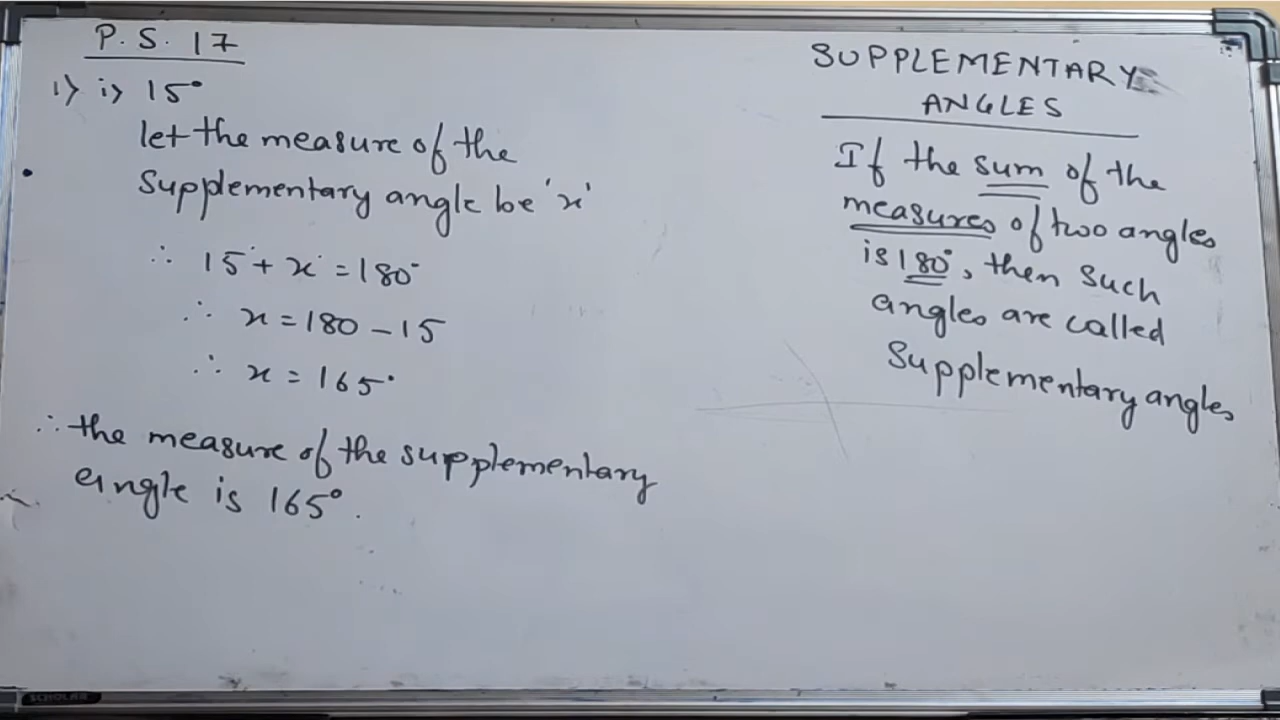 P. S. 17
1) i) 15°
let the measure of the
Supplementary angle be 'x'
∴ 15 + x = 180°
∴ x = 180 - 15
∴ x = 165°
∴ the measure of the supplementary
angle is 165°.
SUPPLEMENTARY
ANGLES
If the sum of the
measures of two angles
is 180°, then such
angles are called
Supplementary angles
SCHOLAR